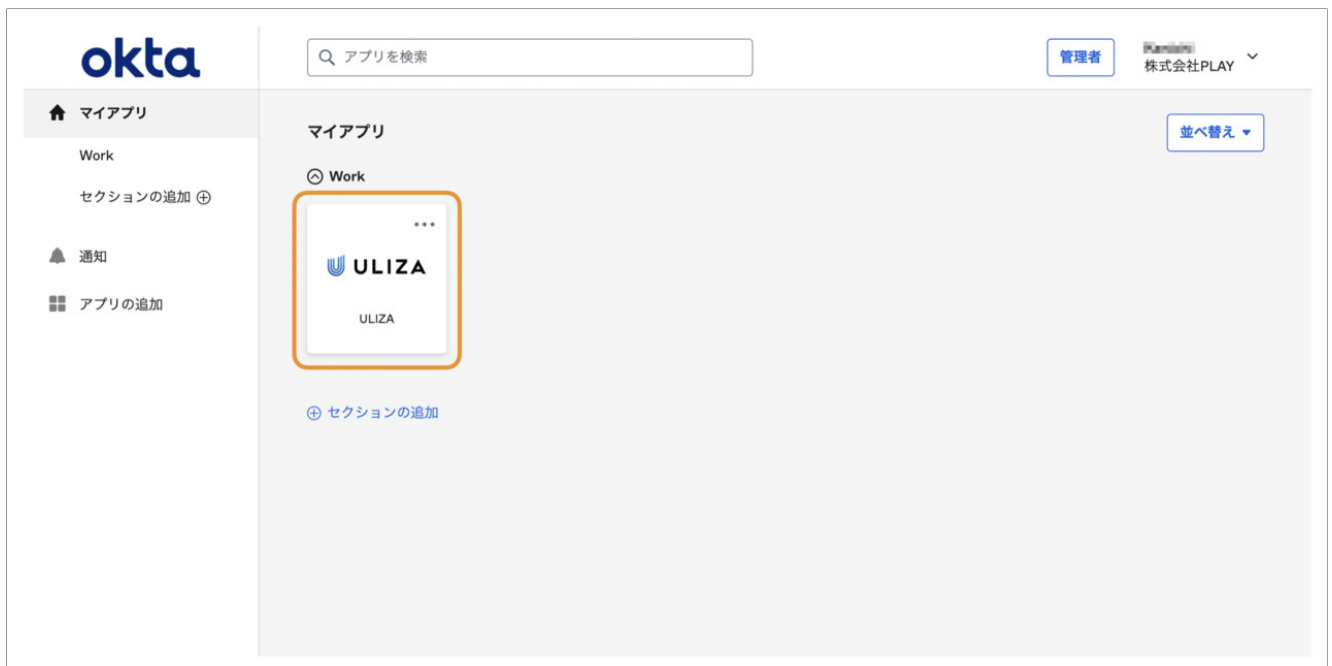 okta
アプリを検索
管理者
株式会社PLAY
マイアプリ
Work
セクションの追加
通知
アプリの追加
マイアプリ
並べ替え
Work
ULIZA
ULIZA
セクションの追加